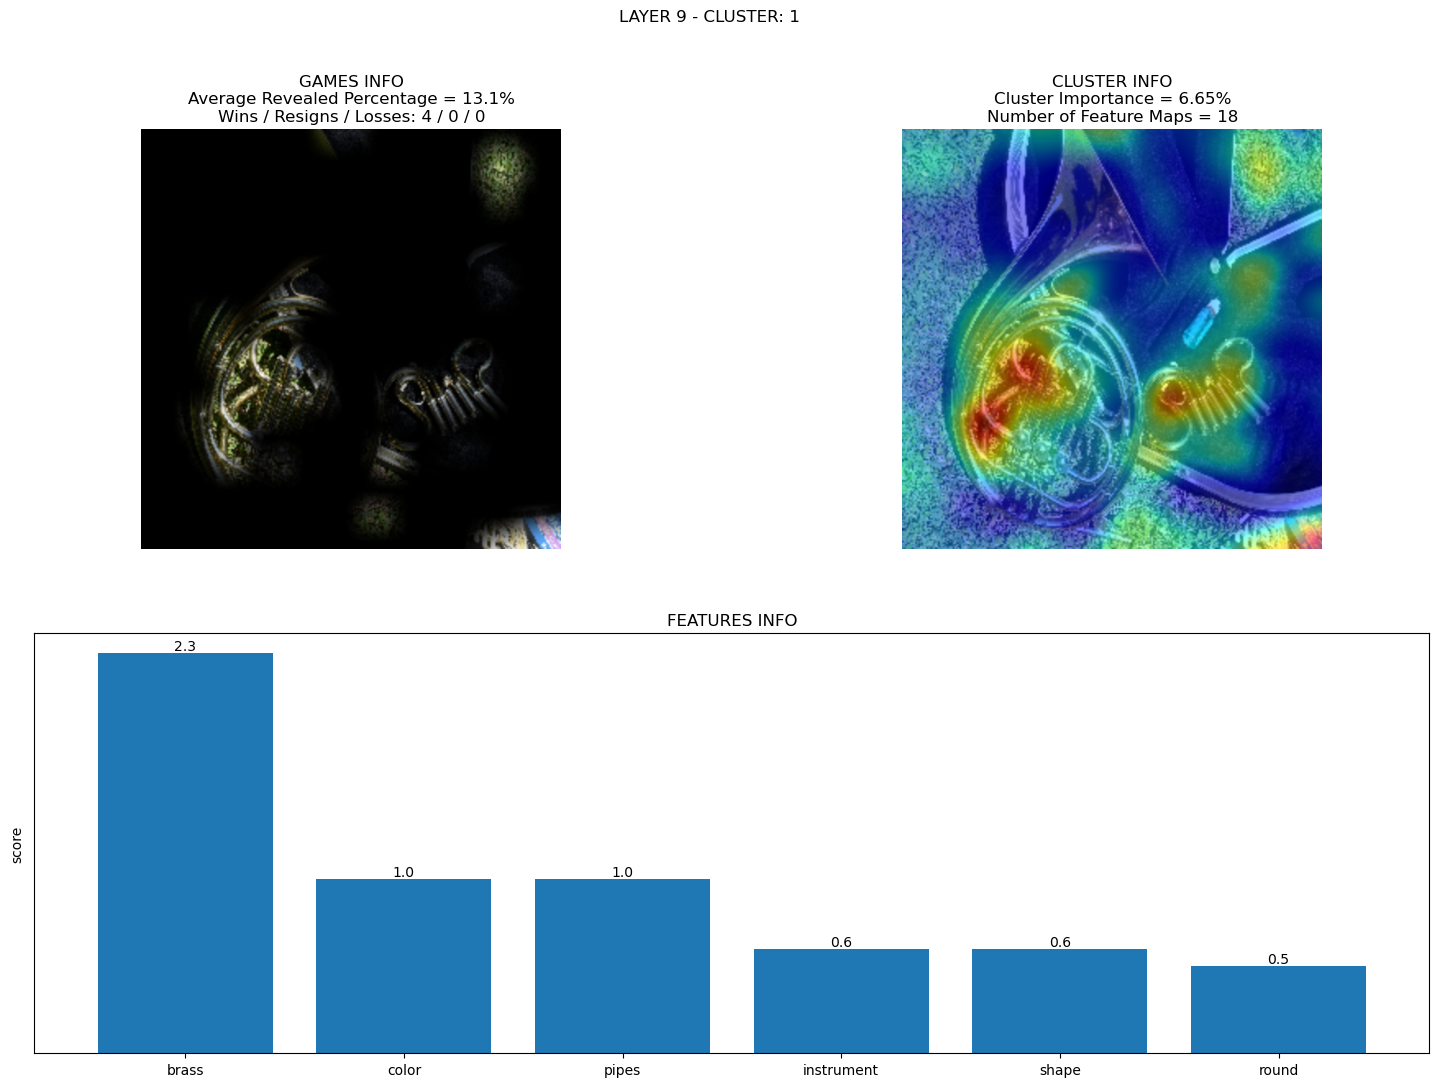 LAYER 9 - CLUSTER: 1
GAMES INFO
Average Revealed Percentage = 13.1%
Wins / Resigns / Losses: 4 / 0 / 0
CLUSTER INFO
Cluster Importance = 6.65%
Number of Feature Maps = 18
FEATURES INFO
score
2.3
1.0
1.0
0.6
0.6
0.5
brass
color
pipes
instrument
shape
round